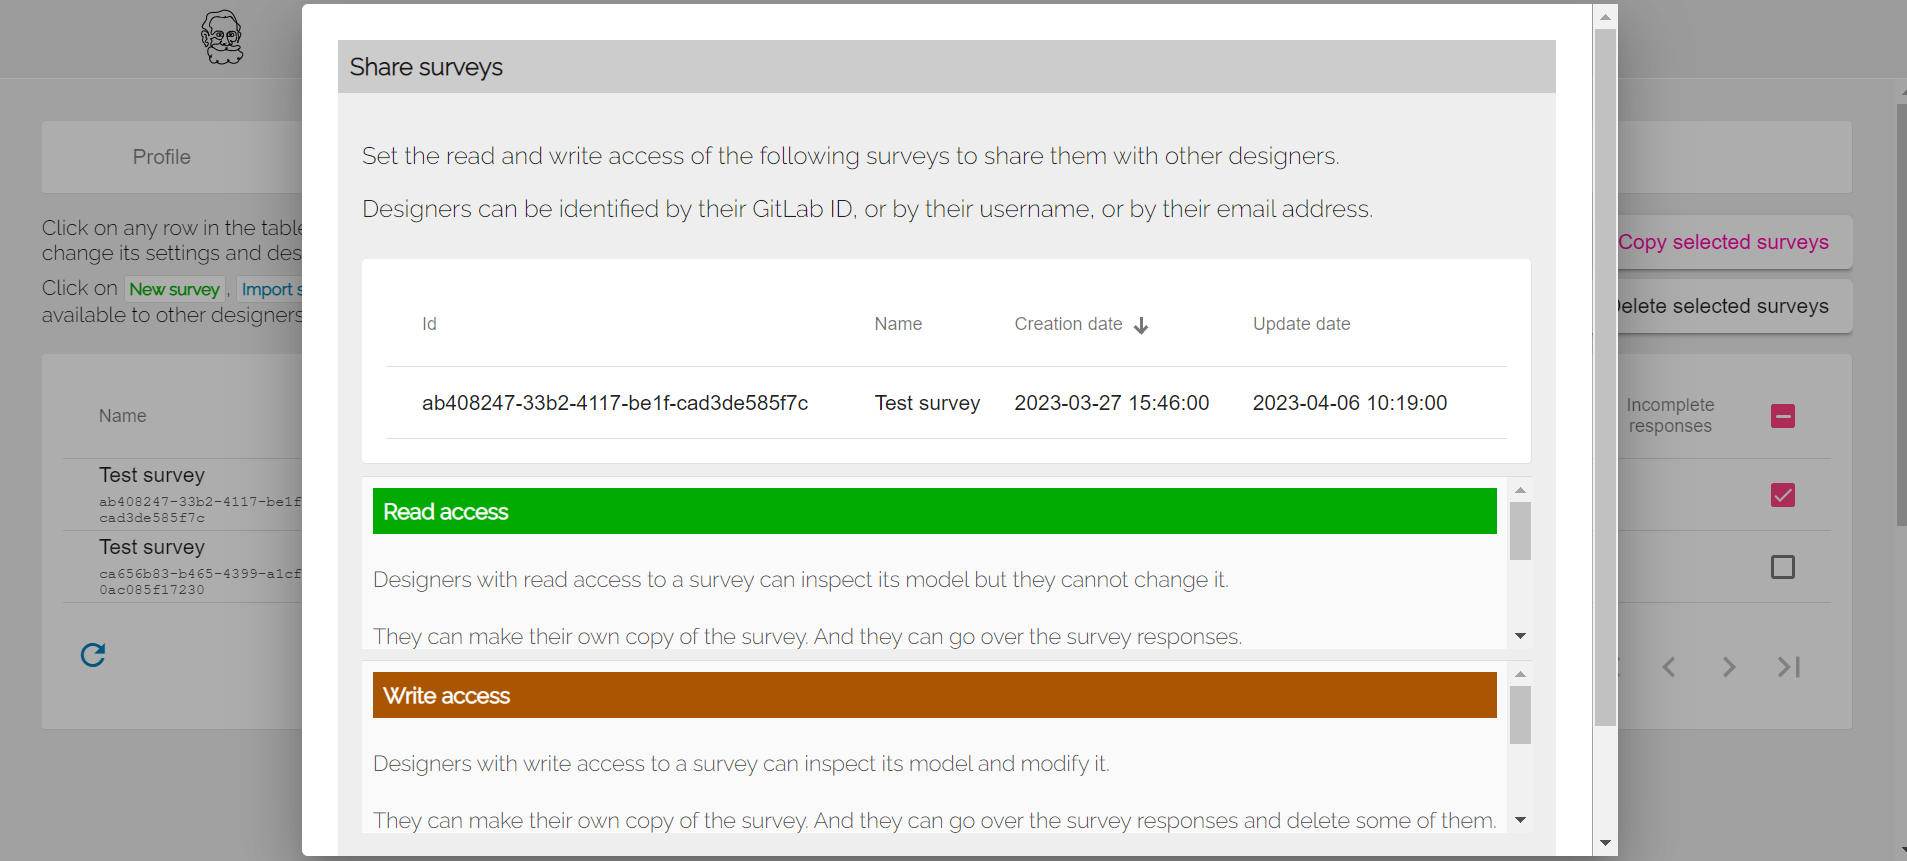 Share surveys
Set the read and write access of the following surveys to share them with other designers.
Designers can be identified by their GitLab ID, or by their username, or by their email address.
Id Name Creation date Update date
ab408247-33b2-4117-be1f-cad3de585f7c Test survey 2023-03-27 15:46:00 2023-04-06 10:19:00
Read access
Designers with read access to a survey can inspect its model but they cannot change it.
They can make their own copy of the survey. And they can go over the survey responses.
Write access
Designers with write access to a survey can inspect its model and modify it.
They can make their own copy of the survey. And they can go over the survey responses and delete some of them.
Profile
Click on any row in the table
change its settings and des
Click on New survey, Import s
available to other designers
Copy selected surveys
Delete selected surveys
Name
Incomplete
responses
Test survey
ab408247-33b2-4117-be1f
cad3de585f7c
Test survey
ca656b83-b465-4399-a1cf
0ac085f17230